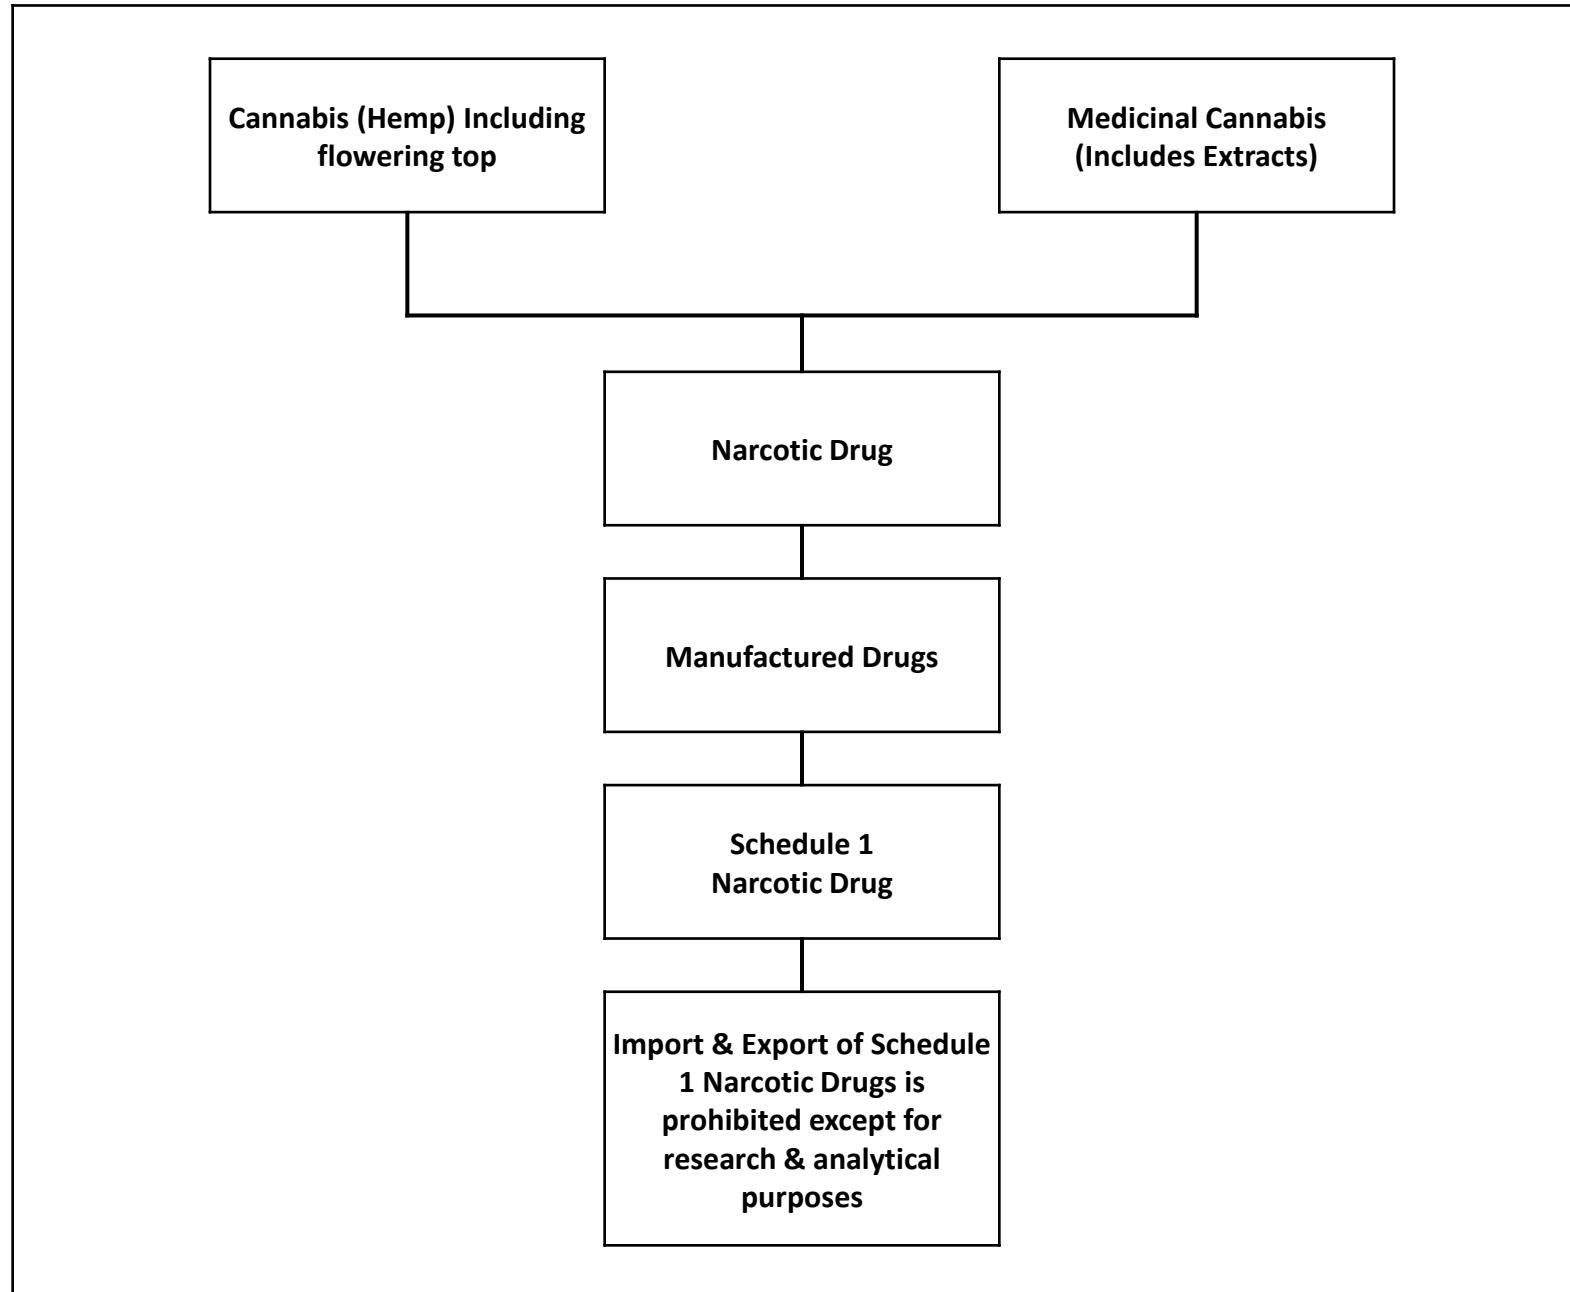 Cannabis (Hemp) Including
flowering top
Medicinal Cannabis
(Includes Extracts)
Narcotic Drug
Manufactured Drugs
Schedule 1
Narcotic Drug
Import & Export of Schedule
1 Narcotic Drugs is
prohibited except for
research & analytical
purposes